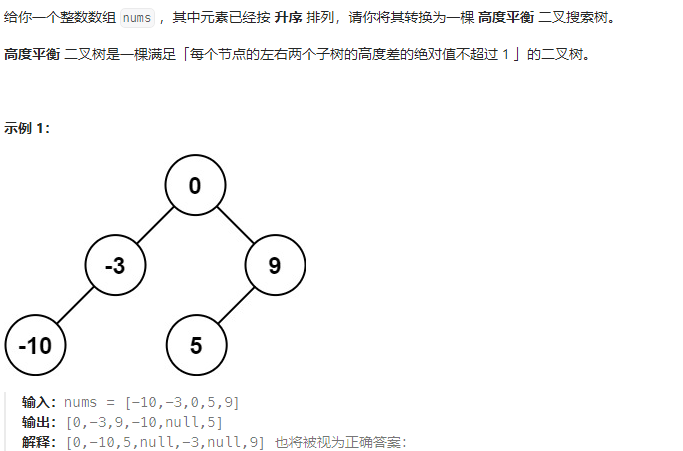 给你一个整数数组 nums ，其中元素已经按 升序 排列，请你将其转换为一棵 高度平衡 二叉搜索树。
高度平衡 二叉树是一棵满足「每个节点的左右两个子树的高度差的绝对值不超过 1 」的二叉树。
示例 1：
0
-3
9
-10
5
输入：nums = [-10,-3,0,5,9]
输出：[0,-3,9,-10,null,5]
解释：[0,-10,5,null,-3,null,9] 也将被视为正确答案：